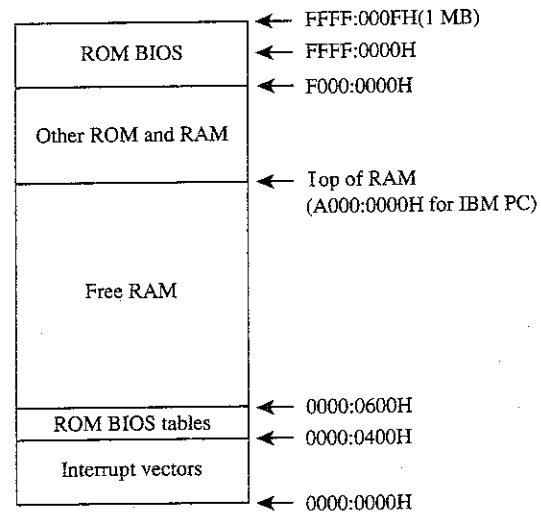 FFFF:000FH(1 MB)
ROM BIOS
FFFF:0000H
F000:0000H
Other ROM and RAM
Top of RAM
(A000:0000H for IBM PC)
Free RAM
0000:0600H
ROM BIOS tables
0000:0400H
Interrupt vectors
0000:0000H